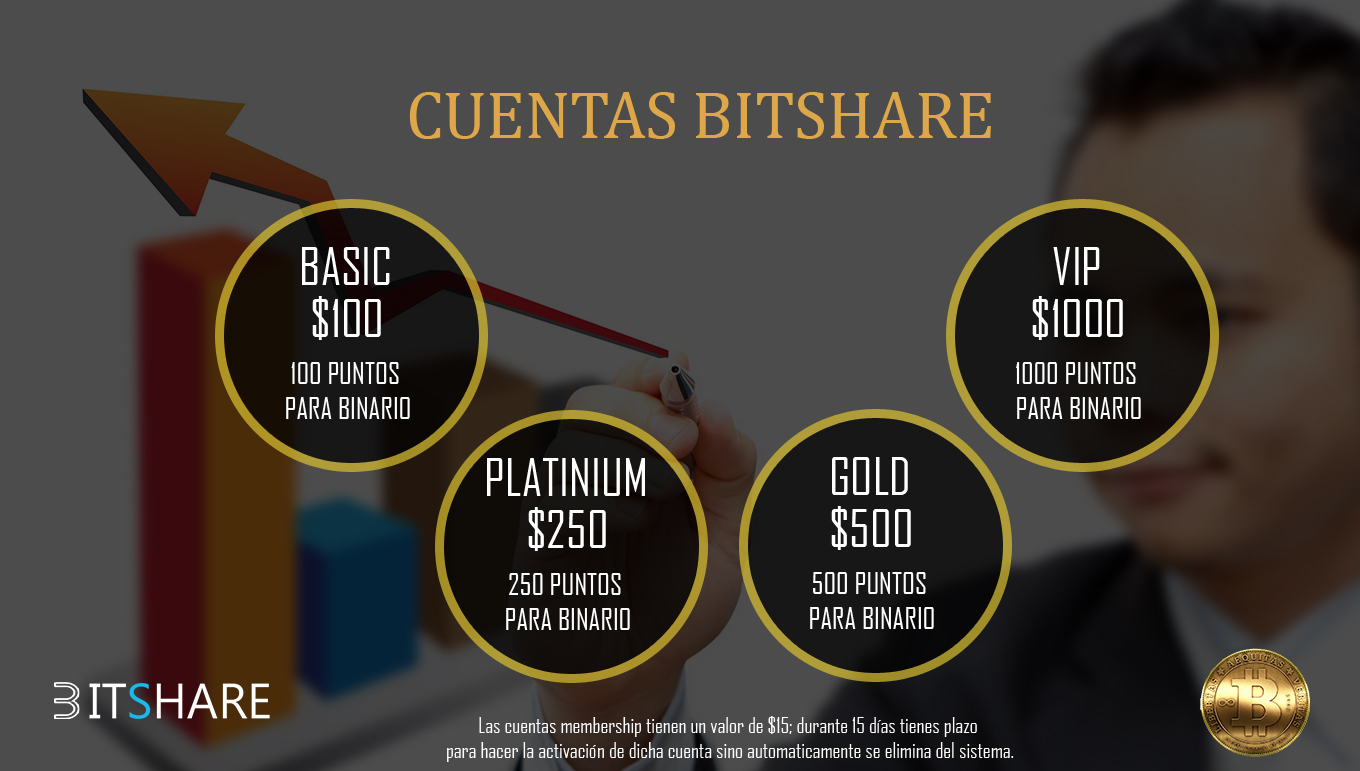 CUENTAS BITSHARE
BASIC
$100
100 PUNTOS
PARA BINARIO
VIP
$1000
1000 PUNTOS
PARA BINARIO
PLATINIUM
$250
250 PUNTOS
PARA BINARIO
GOLD
$500
500 PUNTOS
PARA BINARIO
BITSHARE
Las cuentas membership tienen un valor de $15; durante 15 días tienes plazo
para hacer la activación de dicha cuenta sino automaticamente se elimina del sistema.
AEQUITAS
VERITAS